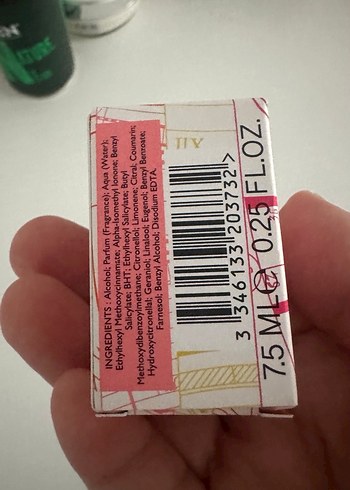 INGREDIENTS : Alcohol; Parfum (Fragrance); Aqua (Water);
Ethylhexyl Methoxycinnamate; Alpha-Isomethyl Ionone; Benzyl
Salicylate; BHT; Ethylhexyl Salicylate; Butyl
Methoxydibenzoylmethane; Citronellol; Limonene; Citral; Coumarin;
Hydroxycitronellal; Geraniol; Linalool; Eugenol; Benzyl Benzoate;
Farnesol; Benzyl Alcohol; Disodium EDTA.
3 346133 203732 >
7.5 ML℮ 0.25 FL.OZ.
XII